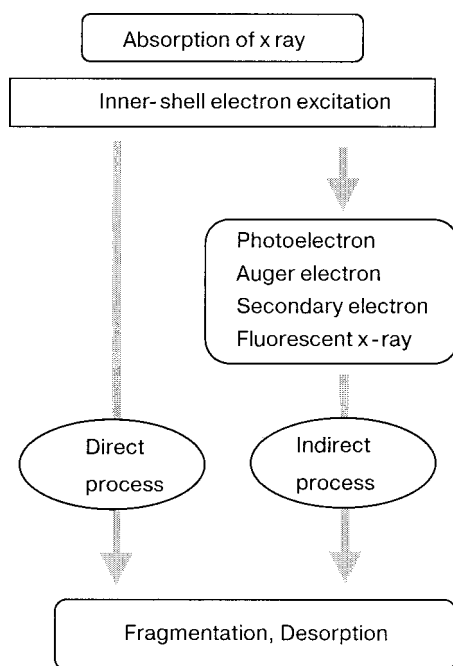 Absorption of x ray
Inner-shell electron excitation
Photoelectron
Auger electron
Secondary electron
Fluorescent x-ray
Direct
process
Indirect
process
Fragmentation, Desorption